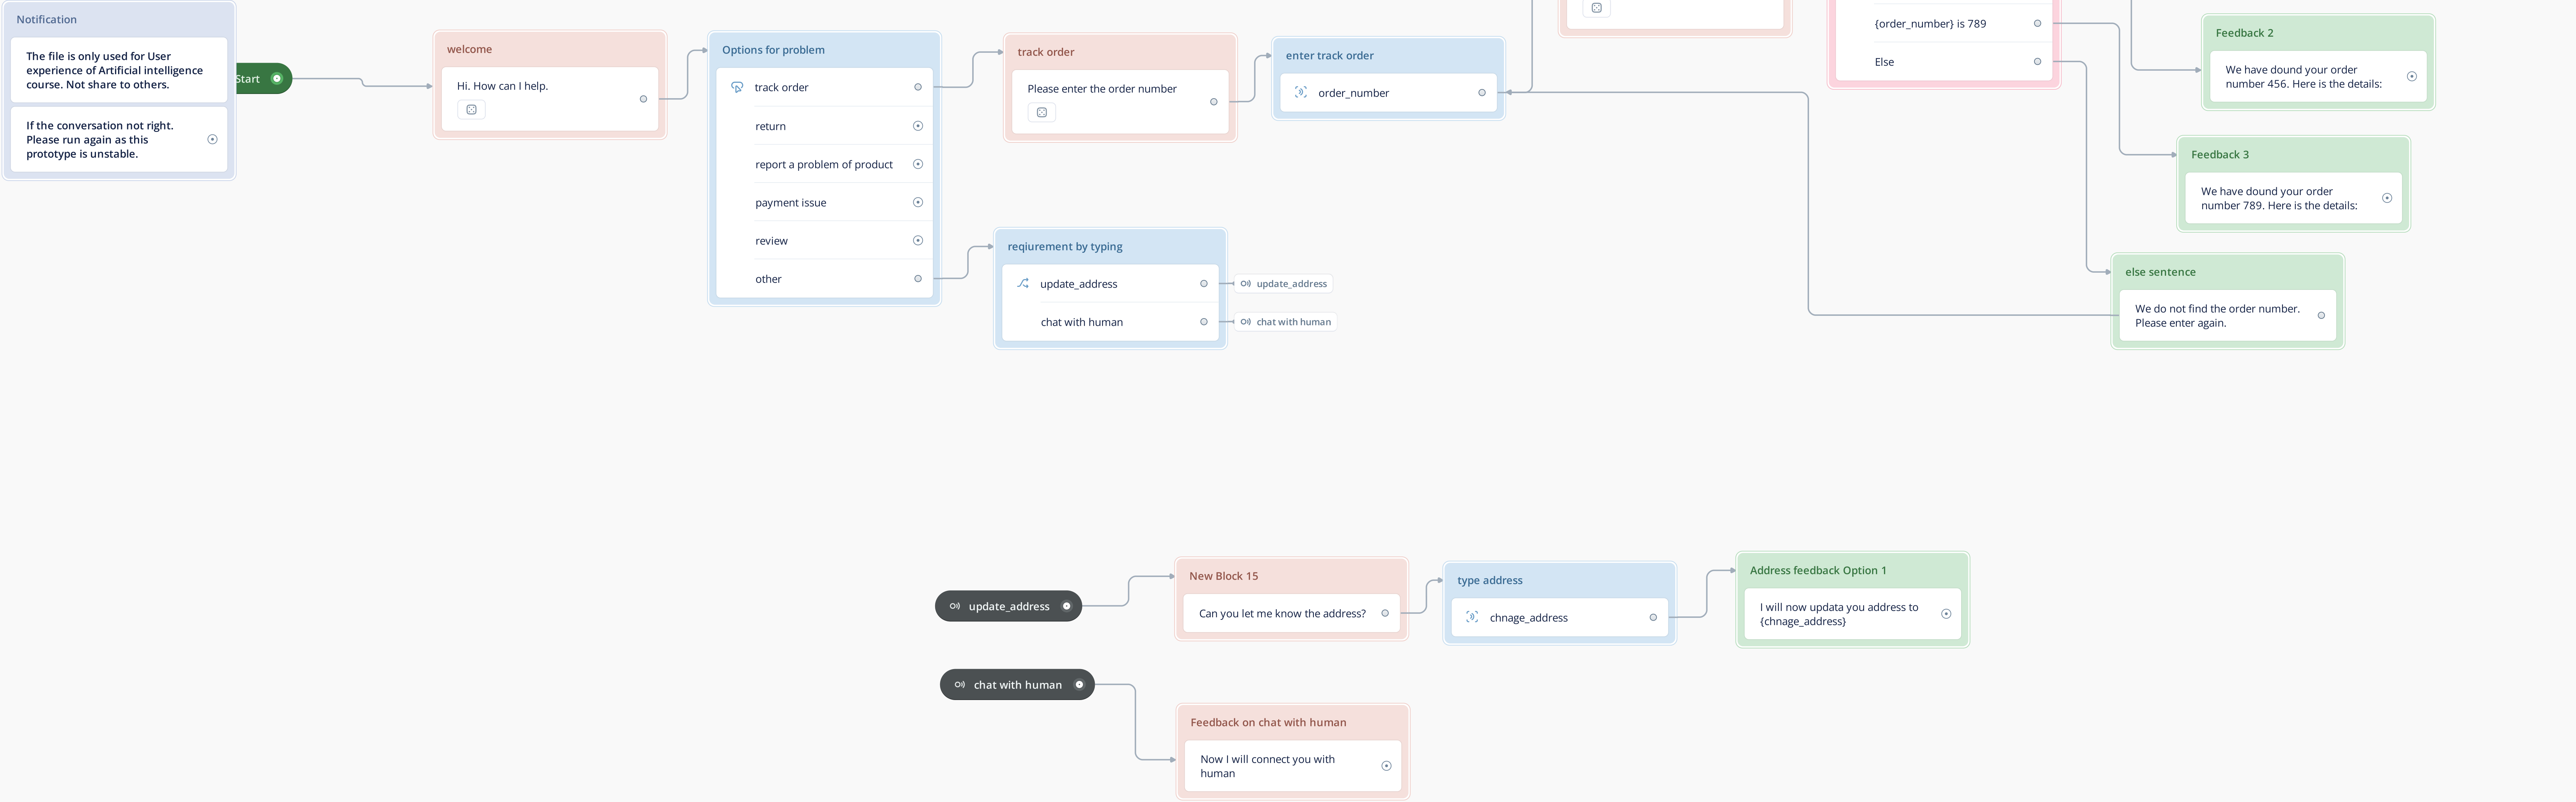 Notification
The file is only used for User
experience of Artificial intelligence
course. Not share to others.
If the conversation not right.
Please run again as this
prototype is unstable.
Start
welcome
Hi. How can I help.
Options for problem
track order
return
report a problem of product
payment issue
review
other
track order
Please enter the order number
enter track order
order_number
reqiurement by typing
update_address
update_address
chat with human
chat with human
{order_number} is 789
Else
Feedback 2
We have dound your order
number 456. Here is the details:
Feedback 3
We have dound your order
number 789. Here is the details:
else sentence
We do not find the order number.
Please enter again.
update_address
New Block 15
Can you let me know the address?
type address
chnage_address
Address feedback Option 1
I will now updata you address to
{chnage_address}
chat with human
Feedback on chat with human
Now I will connect you with
human